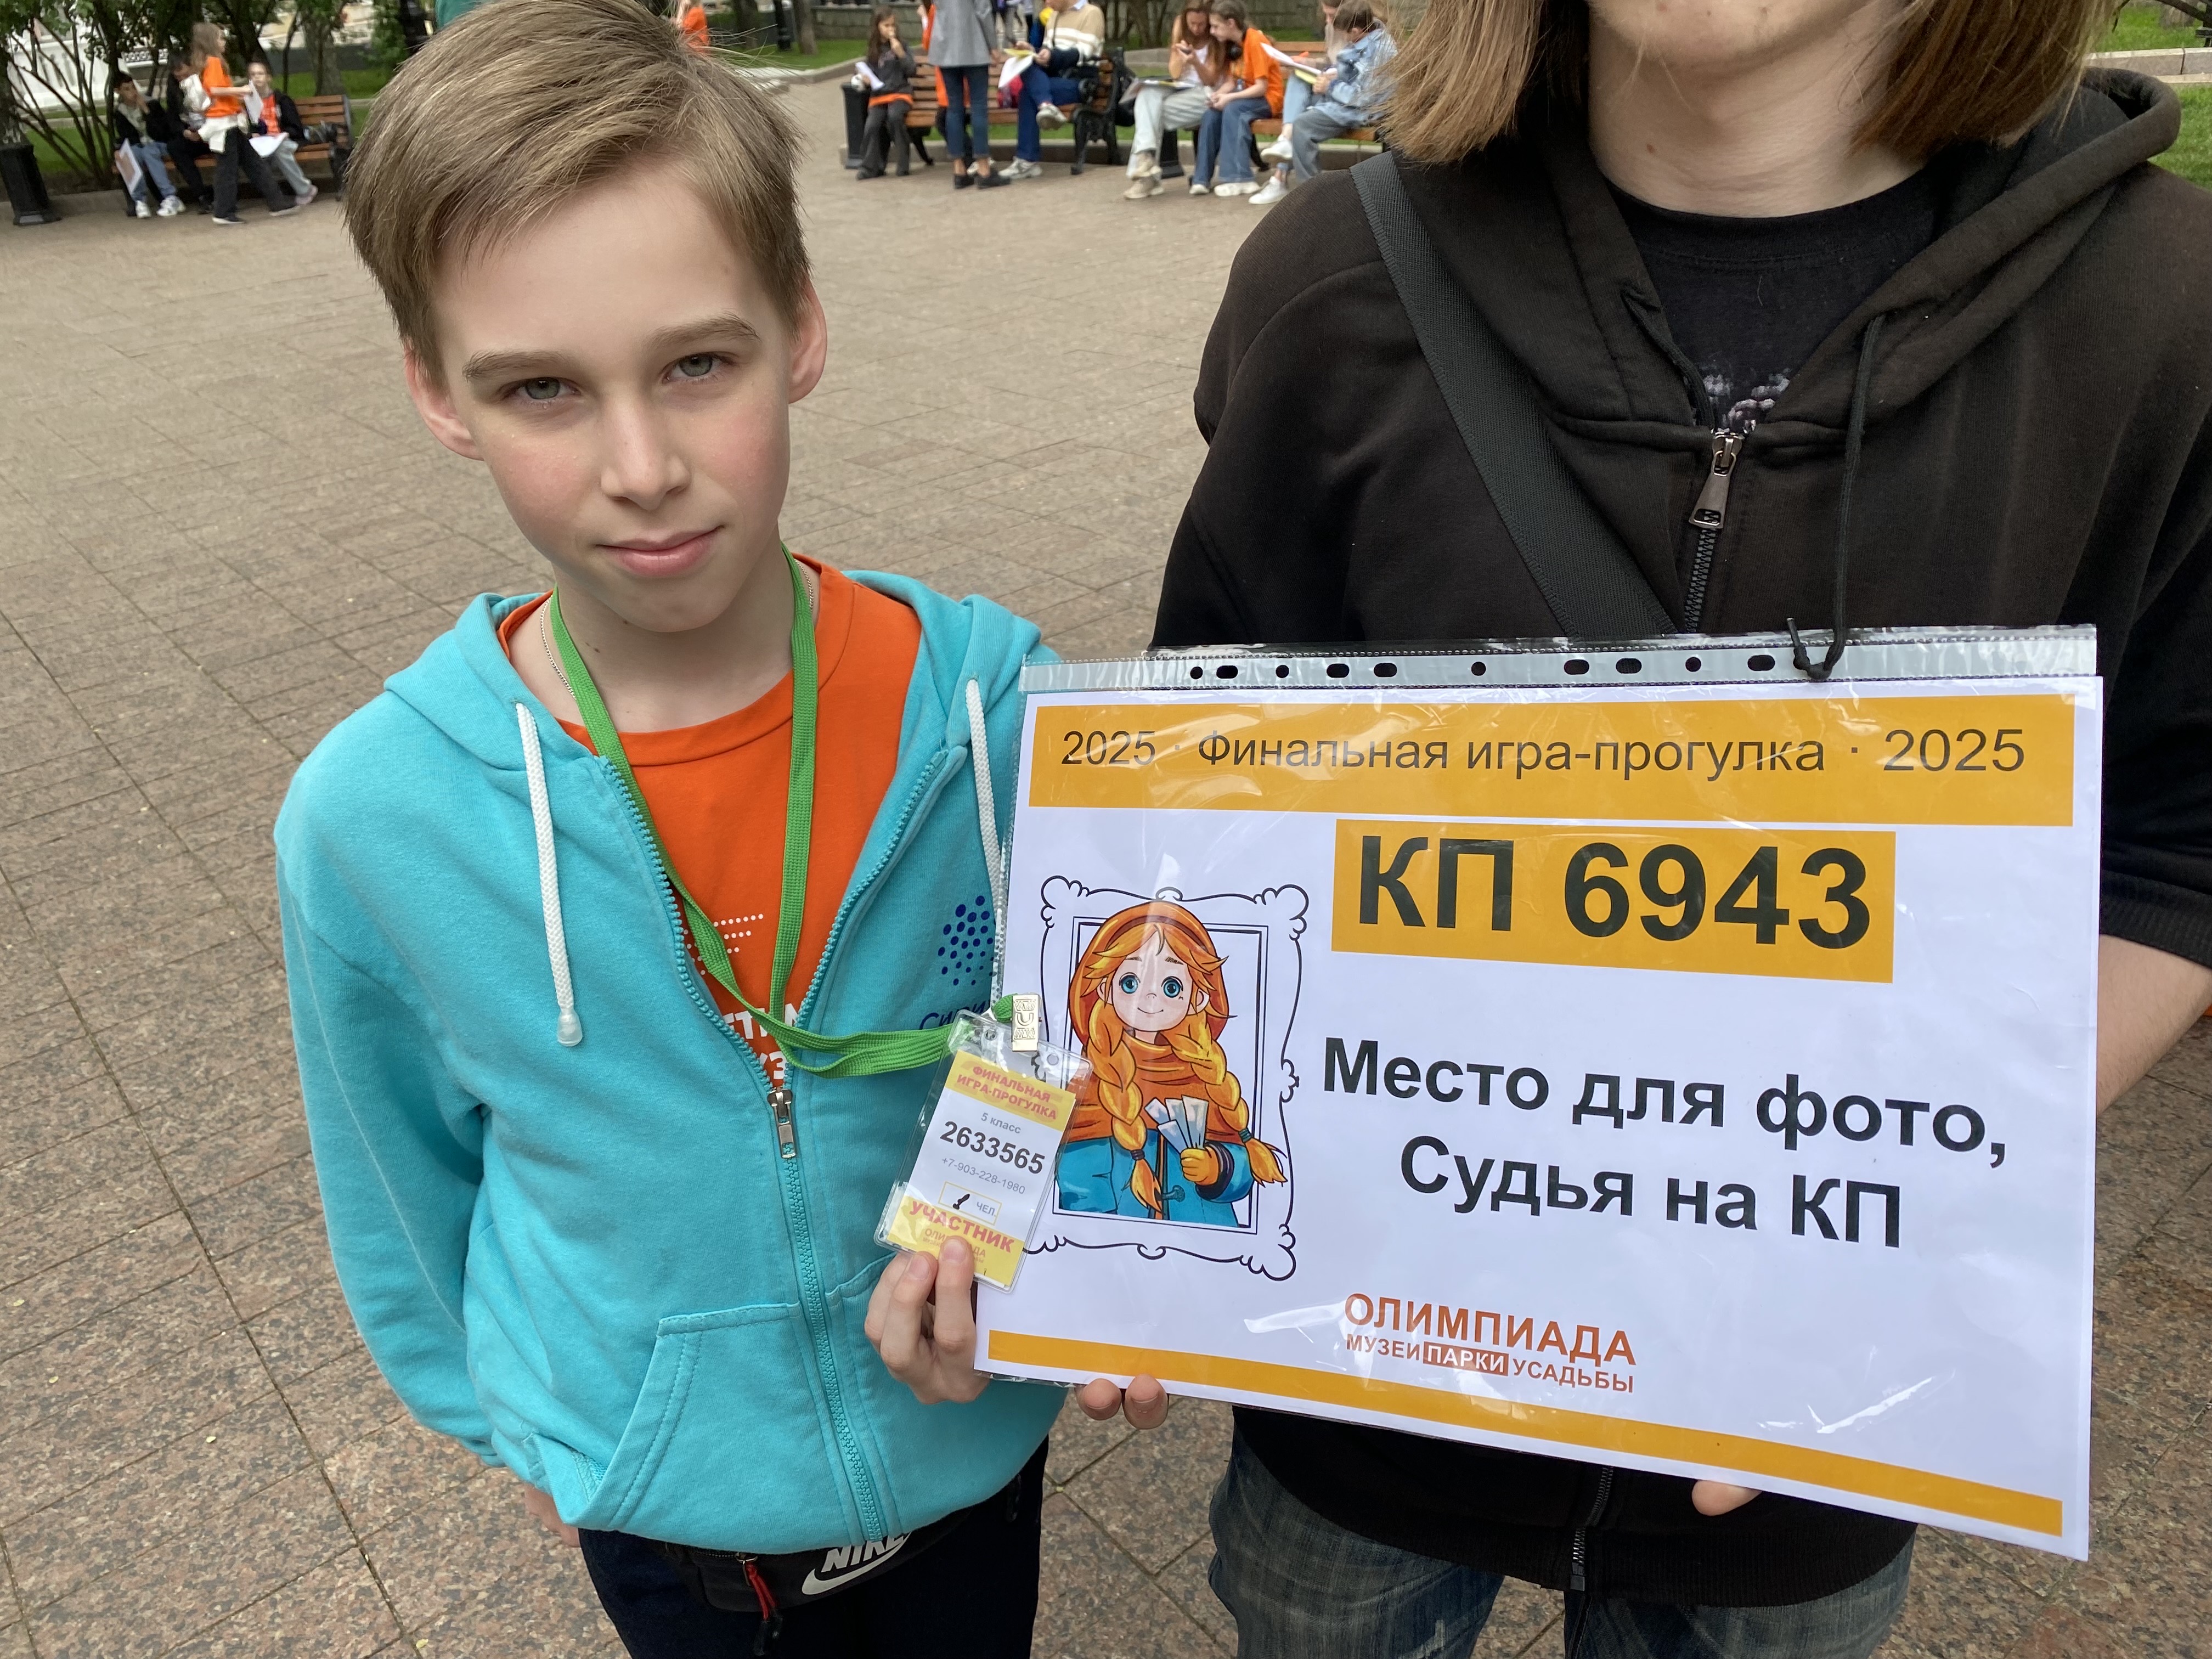 2025 · Финальная игра-прогулка · 2025
КП 6943
Место для фото,
Судья на КП
ОЛИМПИАДА
МУЗЕИ ПАРКИ УСАДЬБЫ
ФИНАЛЬНАЯ
ИГРА-ПРОГУЛКА
5 класс
2633565
+7-903-228-1980
ЧЕЛ.
УЧАСТНИК
NIKE